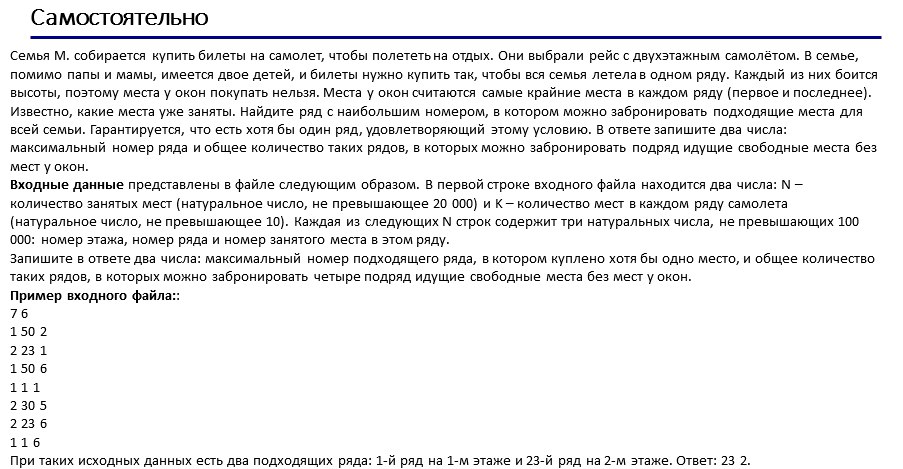 Самостоятельно
Семья М. собирается купить билеты на самолет, чтобы полететь на отдых. Они выбрали рейс с двухэтажным самолётом. В семье,
помимо папы и мамы, имеется двое детей, и билеты нужно купить так, чтобы вся семья летела в одном ряду. Каждый из них боится
высоты, поэтому места у окон покупать нельзя. Места у окон считаются самые крайние места в каждом ряду (первое и последнее).
Известно, какие места уже заняты. Найдите ряд с наибольшим номером, в котором можно забронировать подходящие места для
всей семьи. Гарантируется, что есть хотя бы один ряд, удовлетворяющий этому условию. В ответе запишите два числа:
максимальный номер ряда и общее количество таких рядов, в которых можно забронировать подряд идущие свободные места без
мест у окон.
Входные данные представлены в файле следующим образом. В первой строке входного файла находится два числа: N –
количество занятых мест (натуральное число, не превышающее 20 000) и K – количество мест в каждом ряду самолета
(натуральное число, не превышающее 10). Каждая из следующих N строк содержит три натуральных числа, не превышающих 100
000: номер этажа, номер ряда и номер занятого места в этом ряду.
Запишите в ответе два числа: максимальный номер подходящего ряда, в котором куплено хотя бы одно место, и общее количество
таких рядов, в которых можно забронировать четыре подряд идущие свободные места без мест у окон.
Пример входного файла::
7 6
1 50 2
2 23 1
1 50 6
1 1 1
2 30 5
2 23 6
1 1 6
При таких исходных данных есть два подходящих ряда: 1-й ряд на 1-м этаже и 23-й ряд на 2-м этаже. Ответ: 23 2.